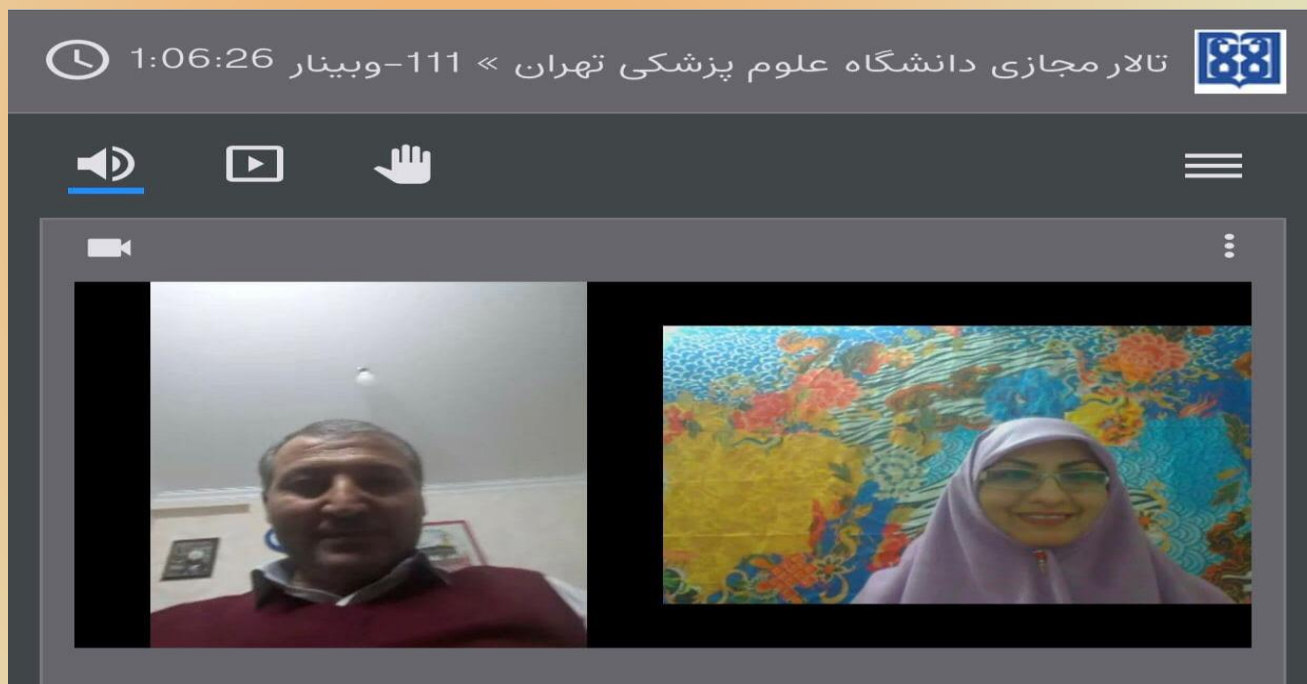 تالار مجازی دانشگاه علوم پزشکی تهران » 111-وبینار 1:06:26